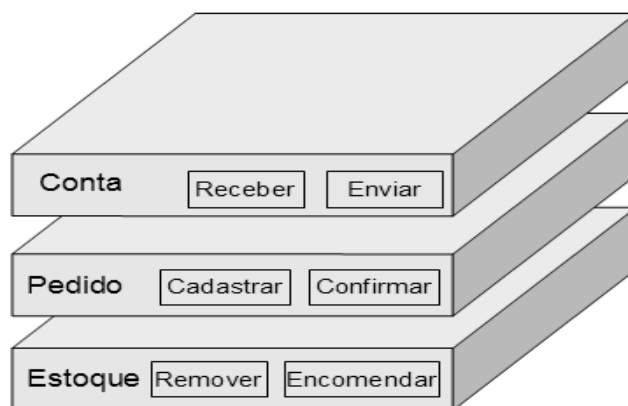 Conta Receber Enviar
Pedido Cadastrar Confirmar
Estoque Remover Encomendar